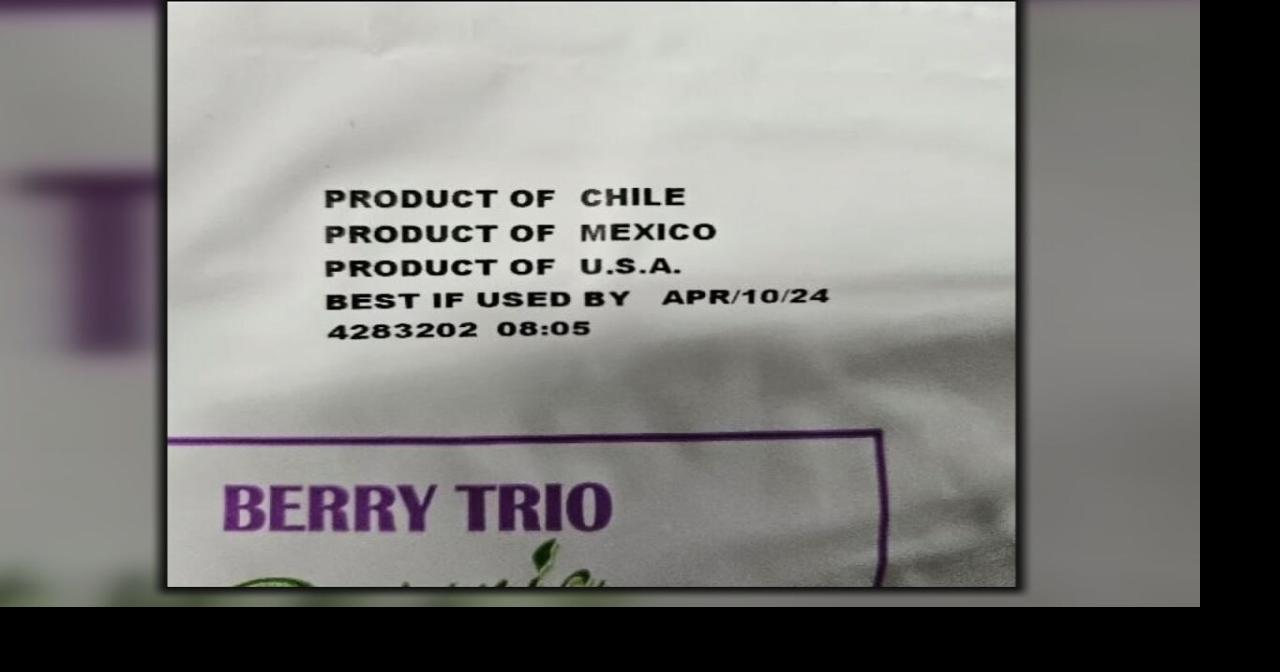 PRODUCT OF CHILE
PRODUCT OF MEXICO
PRODUCT OF U.S.A.
BEST IF USED BY APR/10/24
4283202 08:05
BERRY TRIO